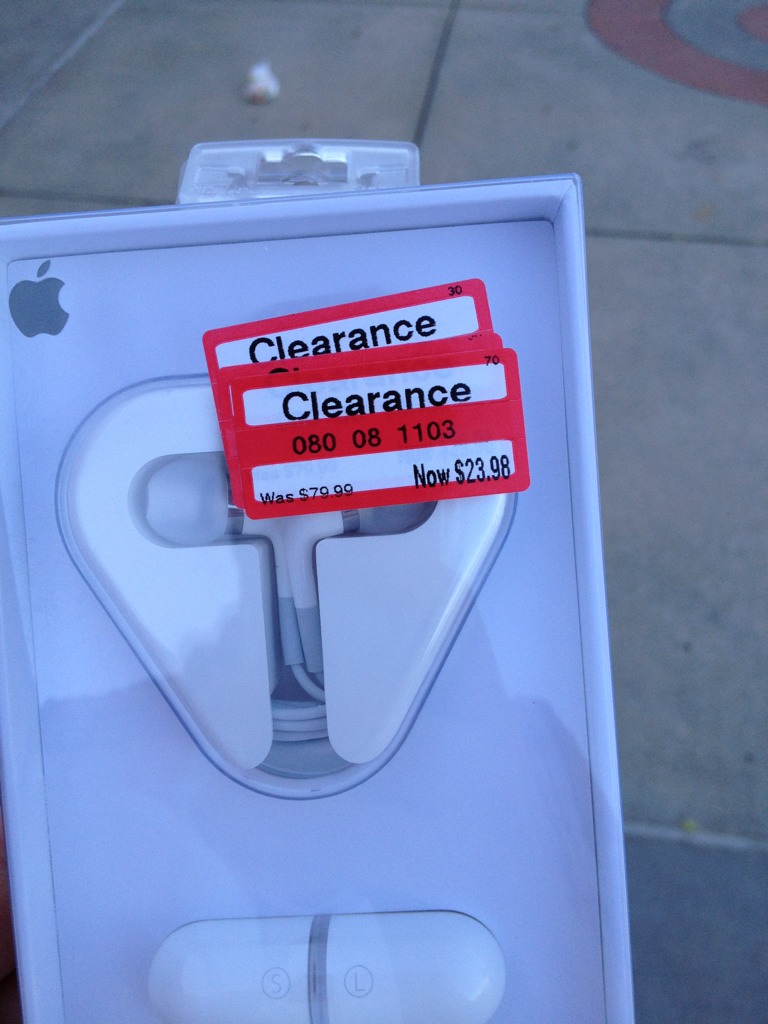 30
Clearance
70
Clearance
080 08 1103
Was $79.99
Now $23.98
S L